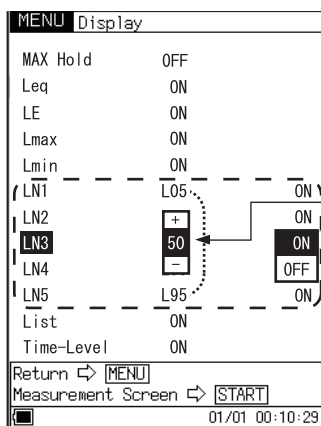 MENU Display
MAX Hold OFF
Leq ON
LE ON
Lmax ON
Lmin ON
LN1 L05 ON
LN2 + ON
LN3 50 ON
LN4 − OFF
LN5 L95 ON
List ON
Time-Level ON
Return ⇨ MENU
Measurement Screen ⇨ START
01/01 00:10:29